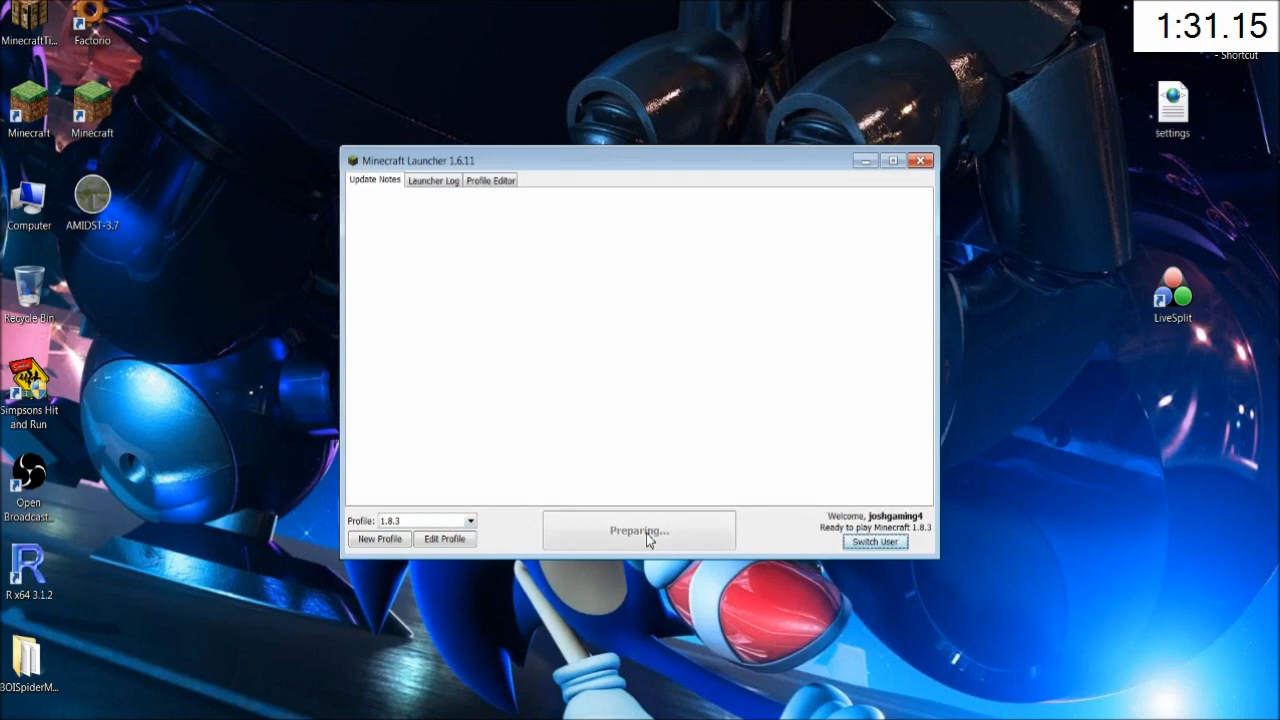 MinecraftTi...
Factorio
1:31.15
- Shortcut
Minecraft
Minecraft
settings
Computer
AMIDST-3.7
Recycle Bin
LiveSplit
Simpsons Hit
and Run
Open
Broadcast...
R x64 3.1.2
BOISpiderM...
Minecraft Launcher 1.6.11
Update Notes
Launcher Log
Profile Editor
Profile:
1.8.3
New Profile
Edit Profile
Preparing...
Welcome, joshgaming4
Ready to play Minecraft 1.8.3
Switch User